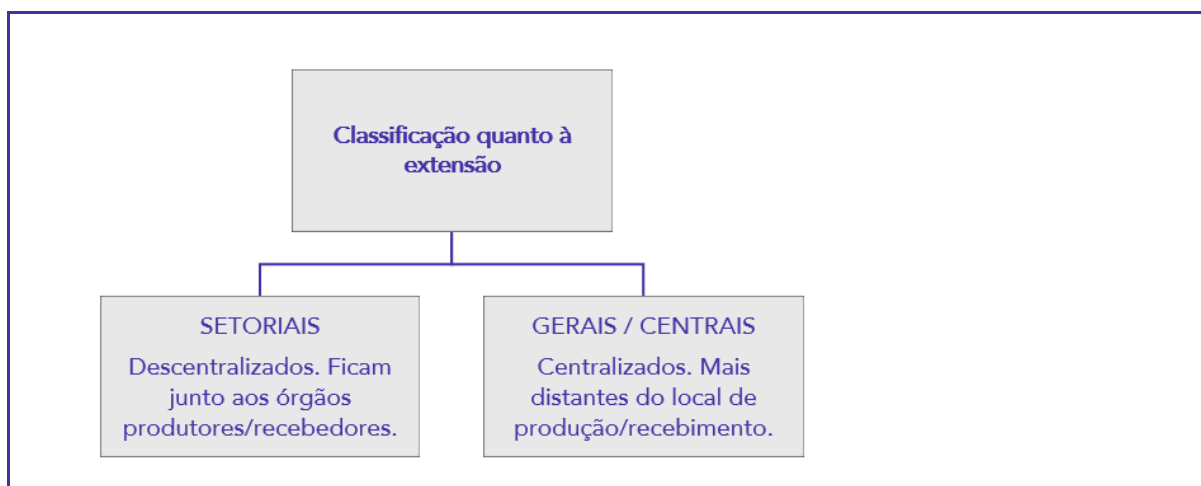 Classificação quanto à
extensão
SETORIAIS
Descentralizados. Ficam
junto aos órgãos
produtores/recebedores.
GERAIS / CENTRAIS
Centralizados. Mais
distantes do local de
produção/recebimento.